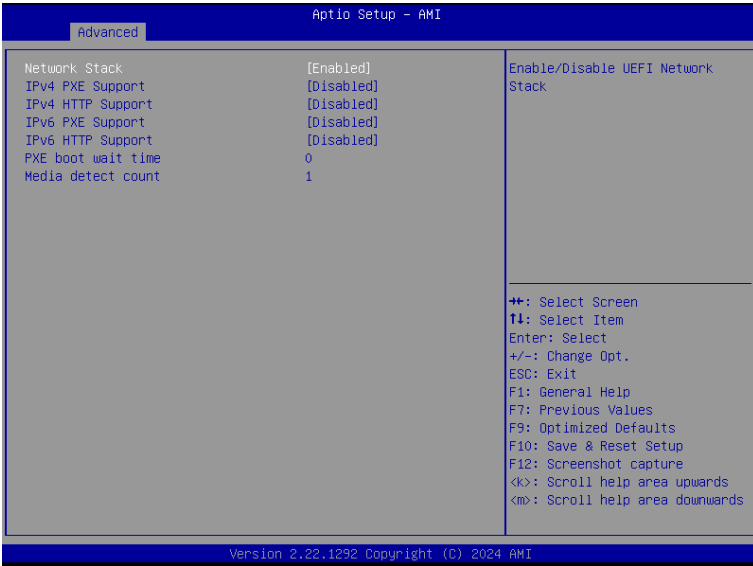 Aptio Setup – AMI
Advanced
Network Stack [Enabled]
IPv4 PXE Support [Disabled]
IPv4 HTTP Support [Disabled]
IPv6 PXE Support [Disabled]
IPv6 HTTP Support [Disabled]
PXE boot wait time 0
Media detect count 1
Enable/Disable UEFI Network
Stack
→←: Select Screen
↑↓: Select Item
Enter: Select
+/-: Change Opt.
ESC: Exit
F1: General Help
F7: Previous Values
F9: Optimized Defaults
F10: Save & Reset Setup
F12: Screenshot capture
<k>: Scroll help area upwards
<m>: Scroll help area downwards
Version 2.22.1292 Copyright (C) 2024 AMI